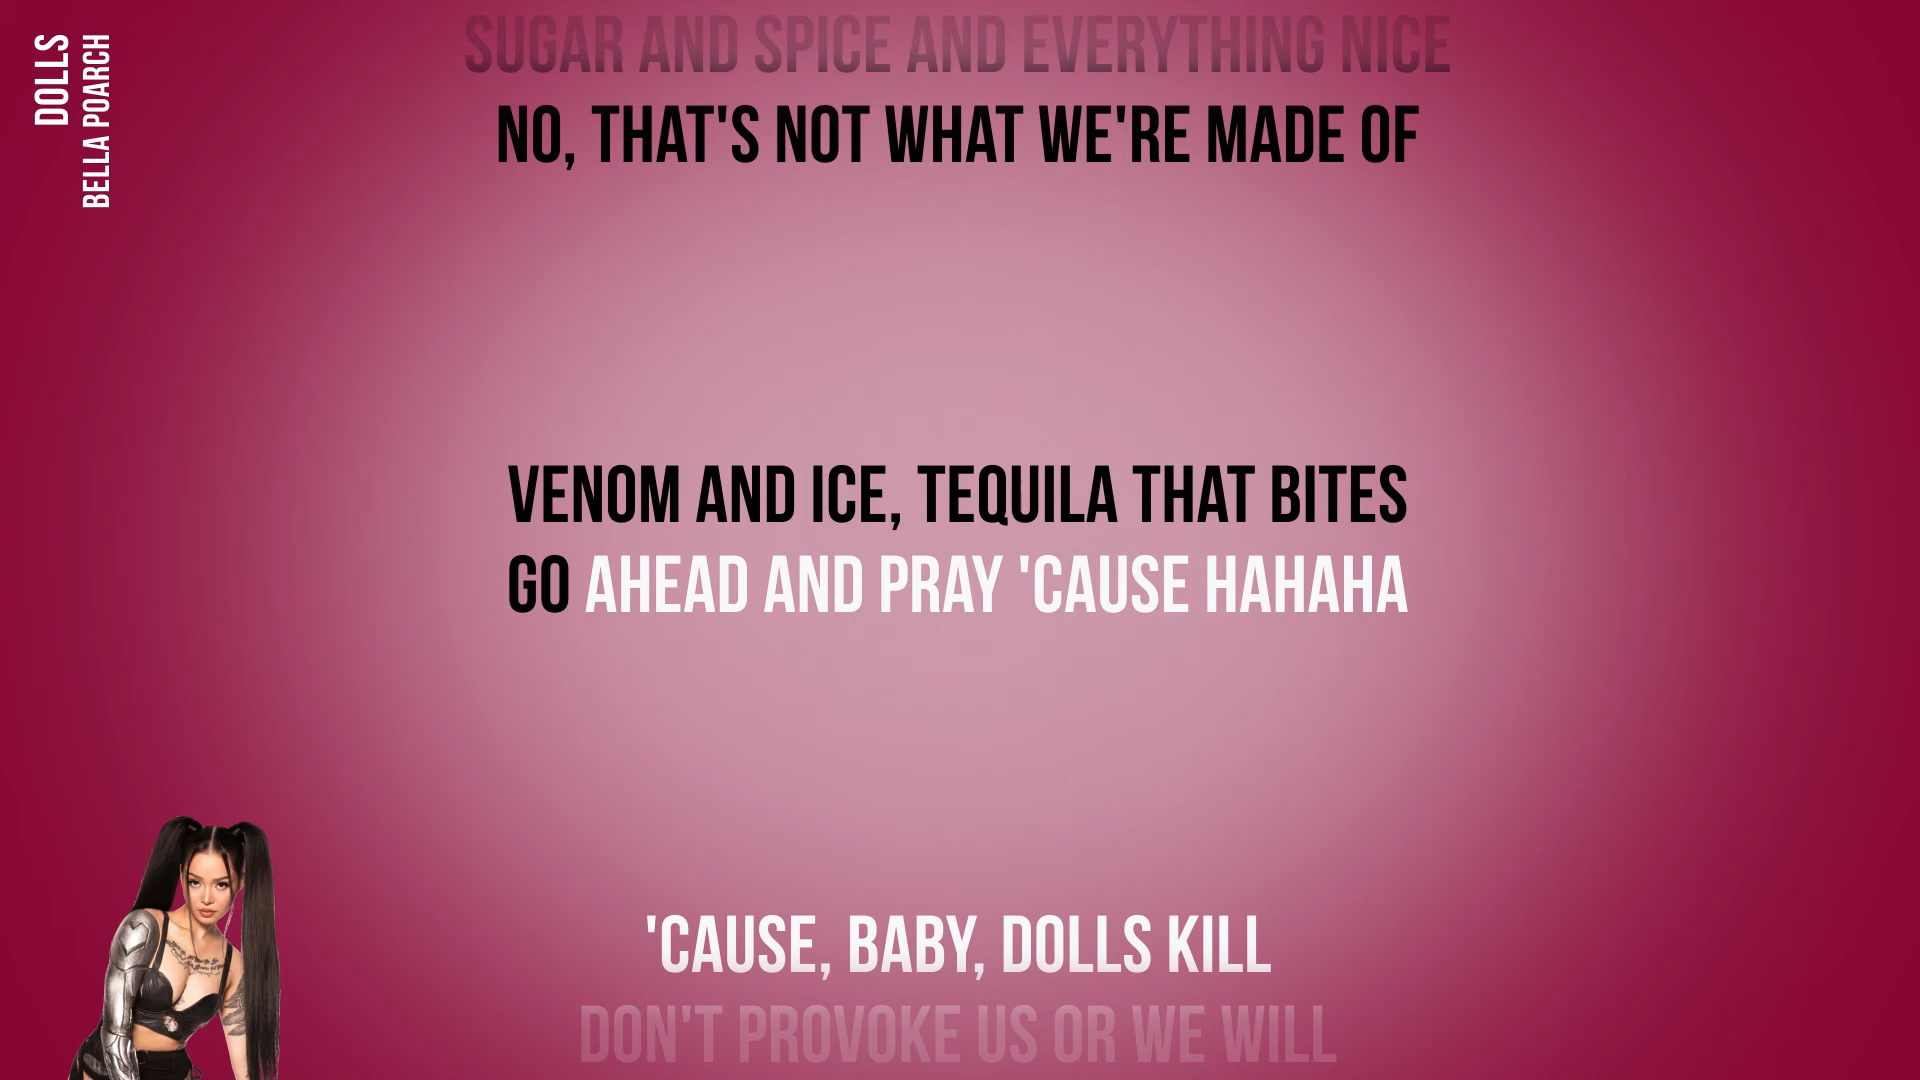 DOLLS
BELLA POARCH
SUGAR AND SPICE AND EVERYTHING NICE
NO, THAT'S NOT WHAT WE'RE MADE OF
VENOM AND ICE, TEQUILA THAT BITES
GO AHEAD AND PRAY 'CAUSE HAHAHA
'CAUSE, BABY, DOLLS KILL
DON'T PROVOKE US OR WE WILL